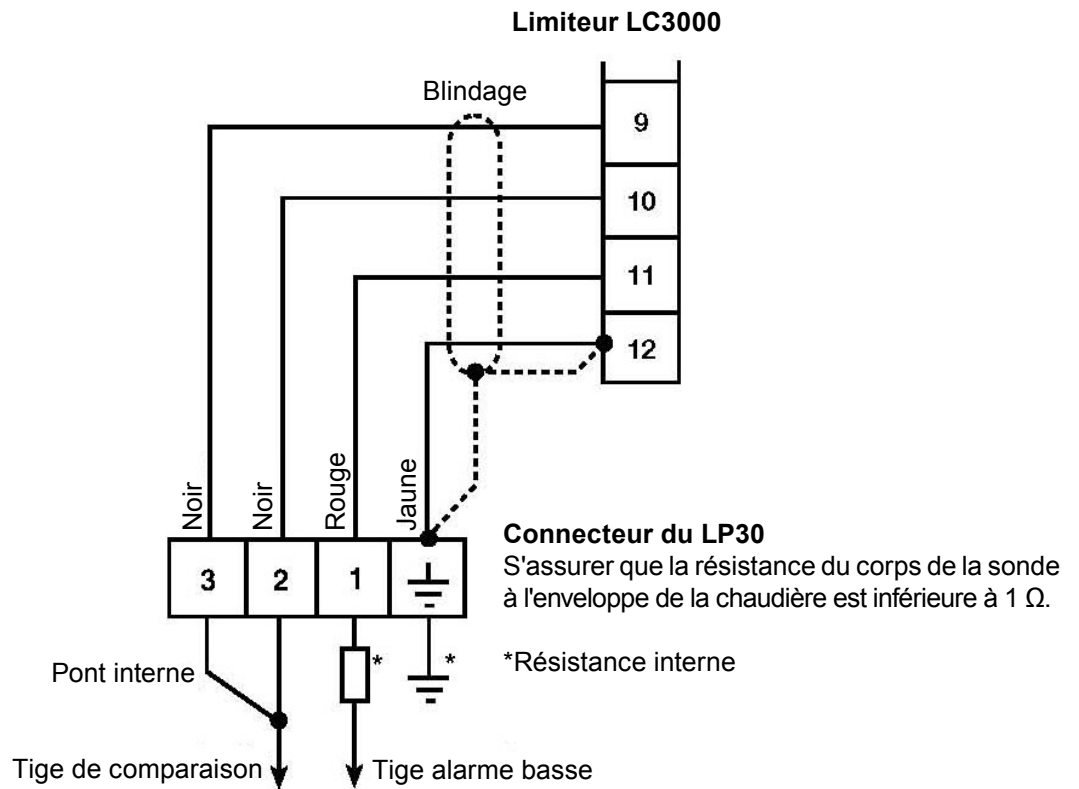 Limiteur LC3000
Blindage
9
10
11
12
Noir
Noir
Rouge
Jaune
3
2
1
Connecteur du LP30
S'assurer que la résistance du corps de la sonde
à l'enveloppe de la chaudière est inférieure à 1 Ω.
*
*
*Résistance interne
Pont interne
Tige de comparaison
Tige alarme basse